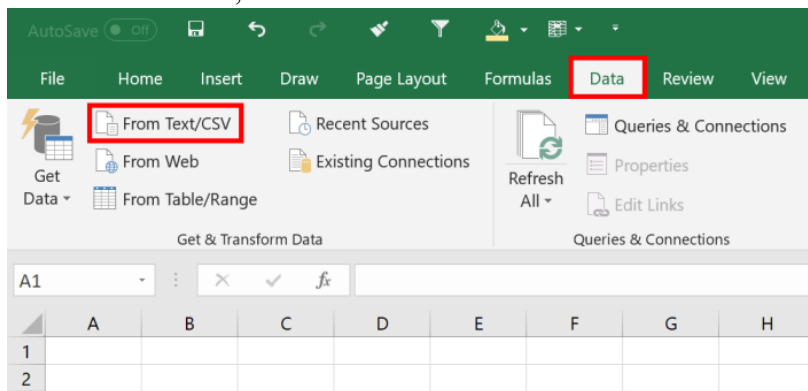 AutoSave Off
File Home Insert Draw Page Layout Formulas Data Review View
From Text/CSV Recent Sources Queries & Connections
From Web Existing Connections Properties
Get Data From Table/Range Refresh All Edit Links
Get & Transform Data Queries & Connections
A1 fx
A B C D E F G H
1
2